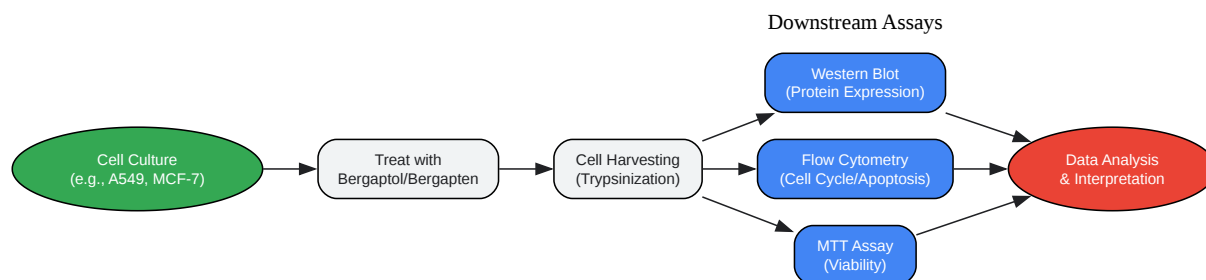 Downstream Assays
Cell Culture
(e.g., A549, MCF-7)
Treat with
Bergaptol/Bergapten
Cell Harvesting
(Trypsinization)
Western Blot
(Protein Expression)
Flow Cytometry
(Cell Cycle/Apoptosis)
MTT Assay
(Viability)
Data Analysis
& Interpretation